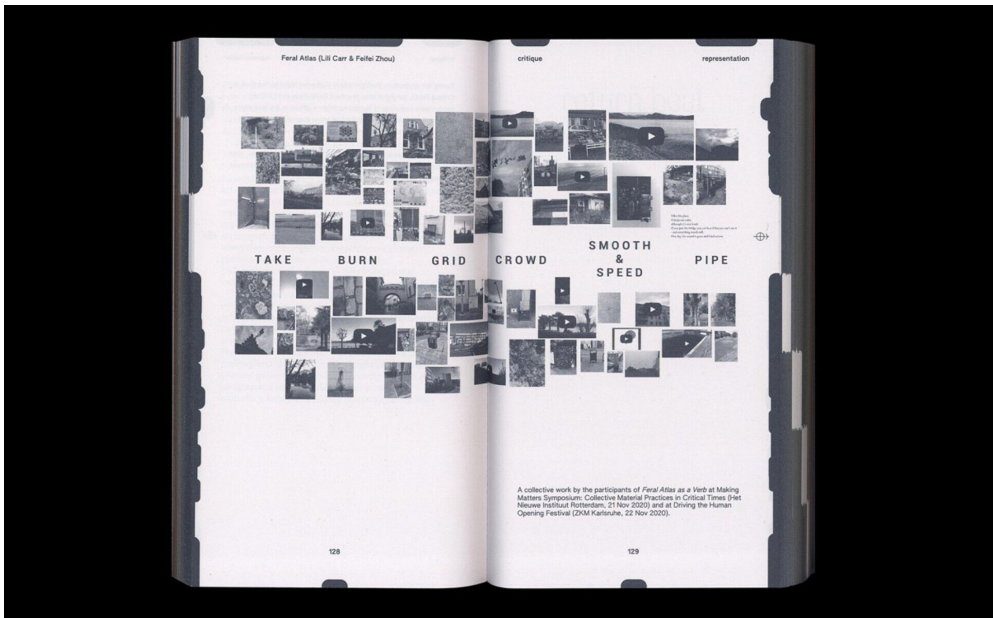 Feral Atlas (Lili Carr & Feifei Zhou)
critique
representation
TAKE BURN GRID CROWD SMOOTH & SPEED PIPE
A collective work by the participants of Feral Atlas as a Verb at Making
Matters Symposium: Collective Material Practices in Critical Times (Het
Nieuwe Instituut Rotterdam, 21 Nov 2020) and at Driving the Human
Opening Festival (ZKM Karlsruhe, 22 Nov 2020).
128
129